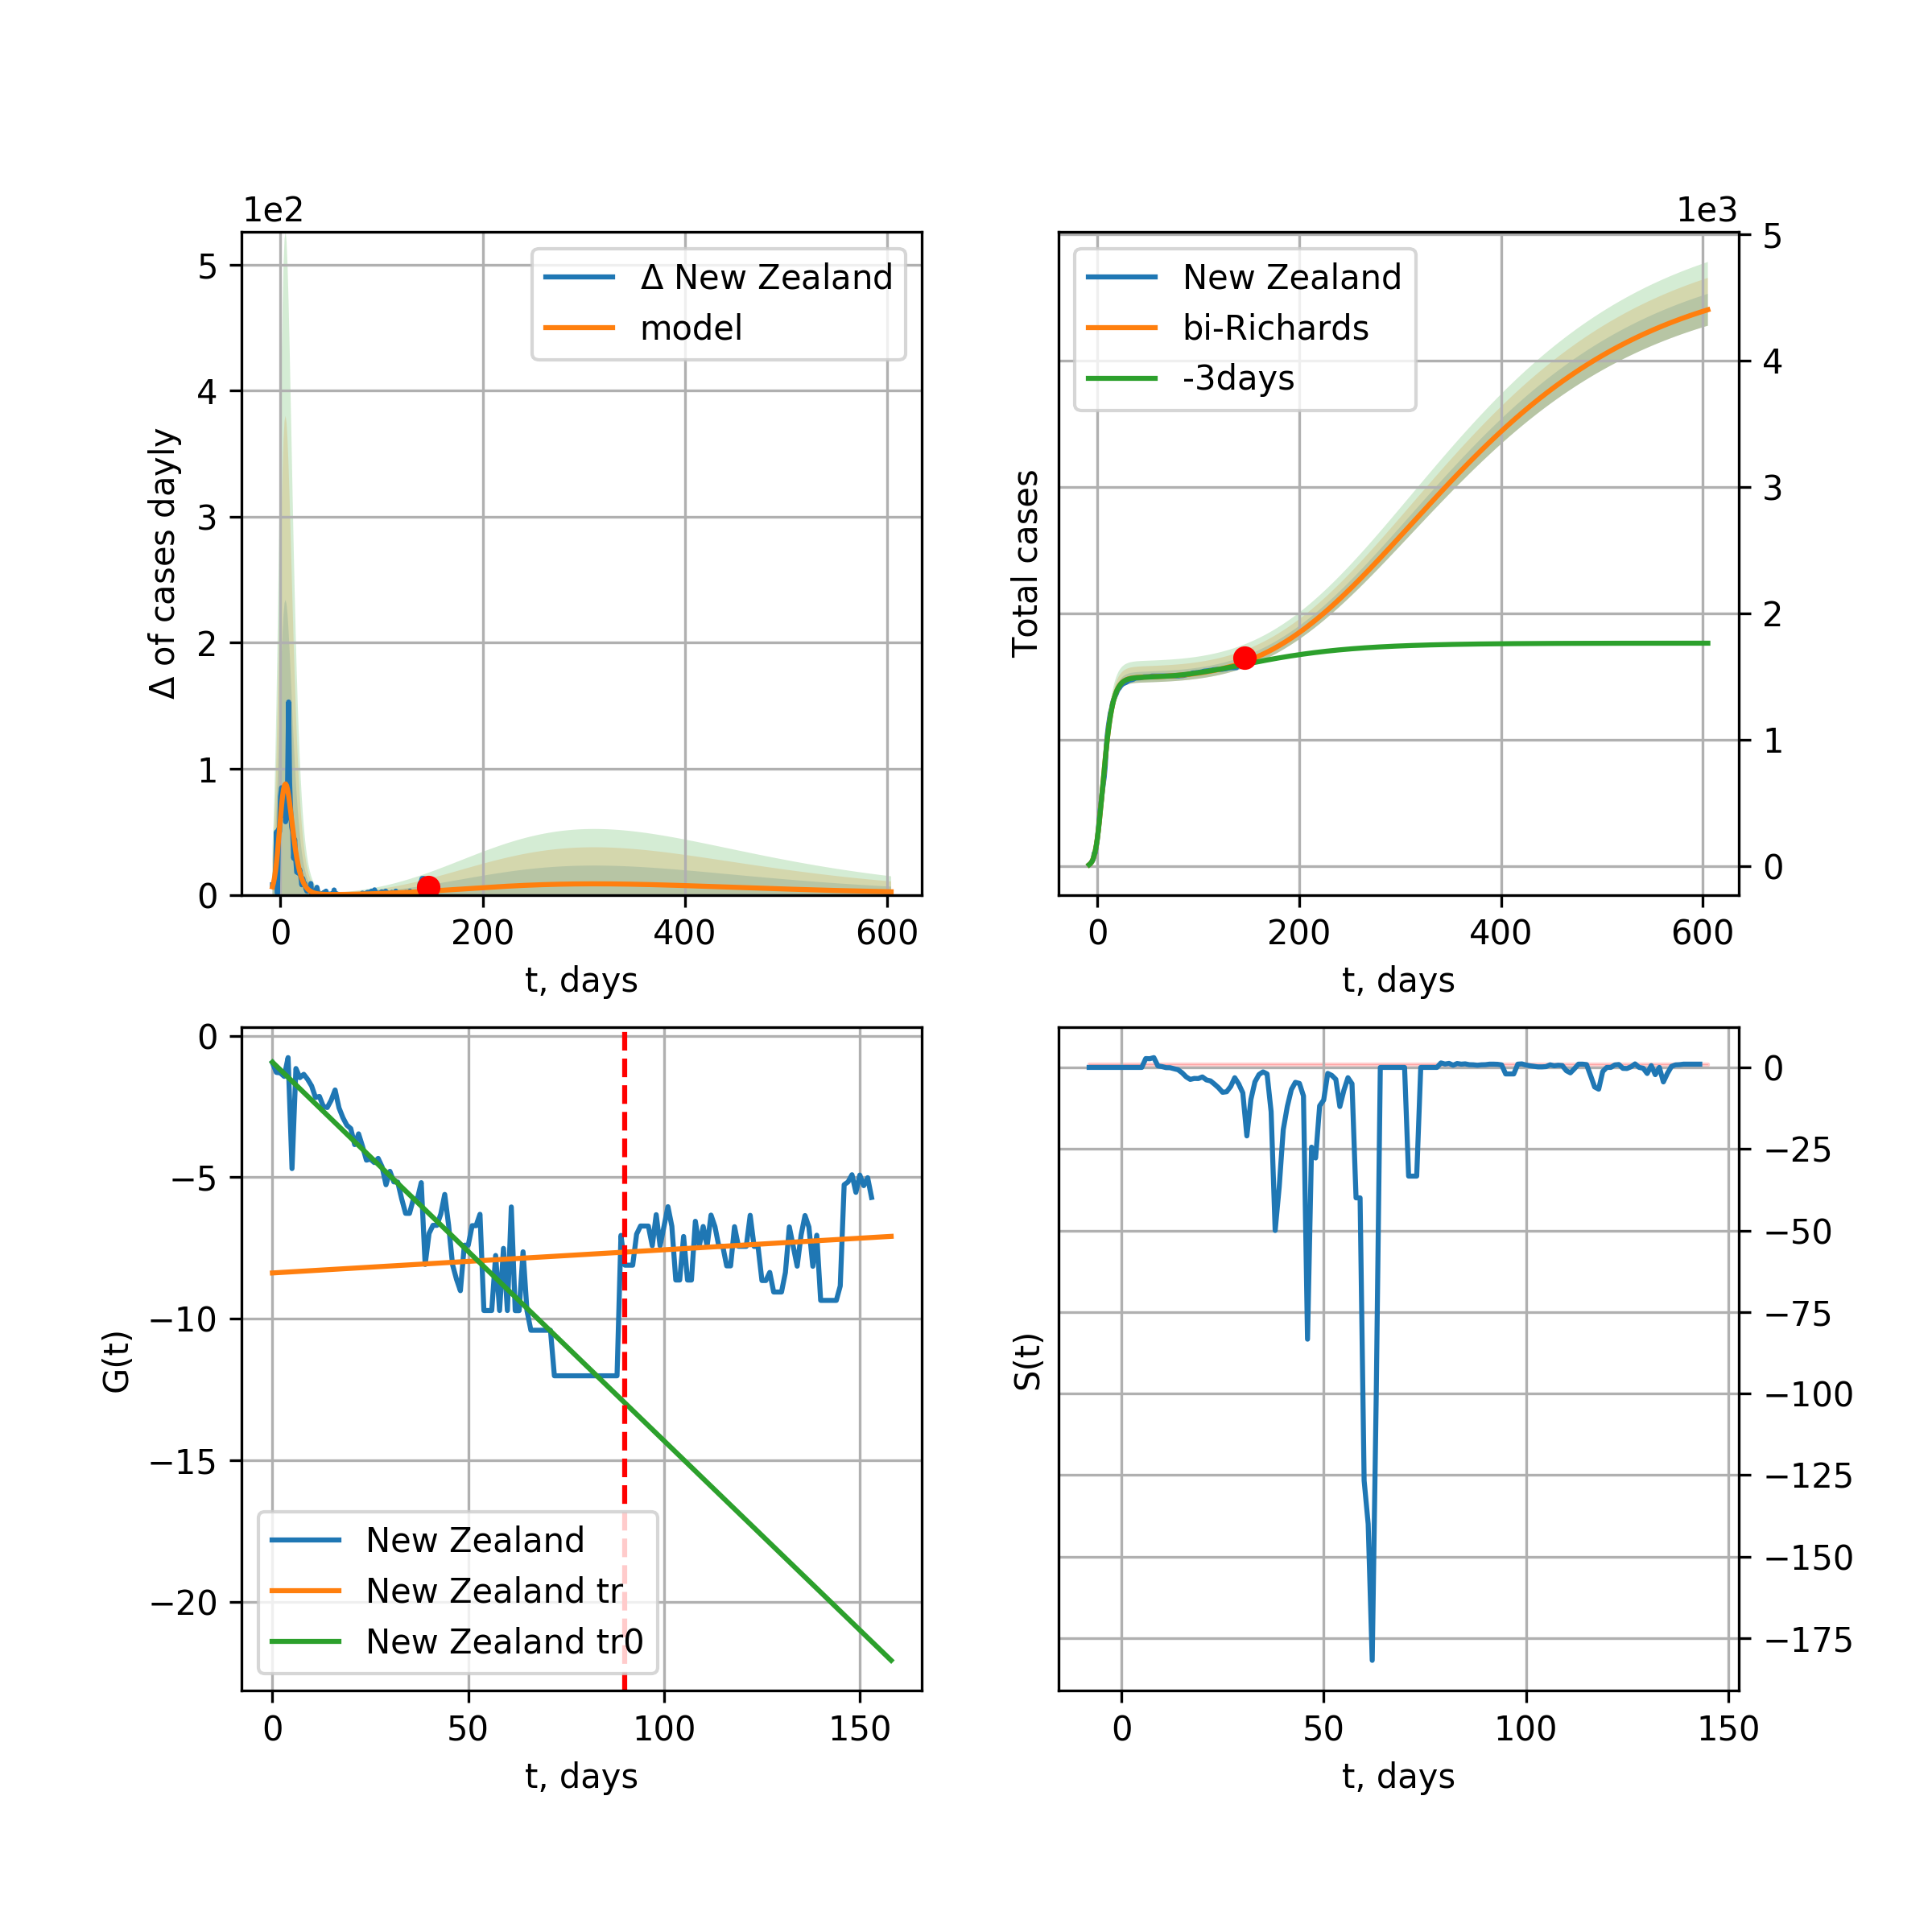 1e2
5
4
3
2
1
0
Δ of cases dayly
Δ New Zealand
model
0 200 400 600
t, days
1e3
5
4
3
2
1
0
Total cases
New Zealand
bi-Richards
-3days
0 200 400 600
t, days
0
−5
−10
−15
−20
G(t)
New Zealand
New Zealand tr
New Zealand tr0
0 50 100 150
t, days
0
−25
−50
−75
−100
−125
−150
−175
S(t)
0 50 100 150
t, days